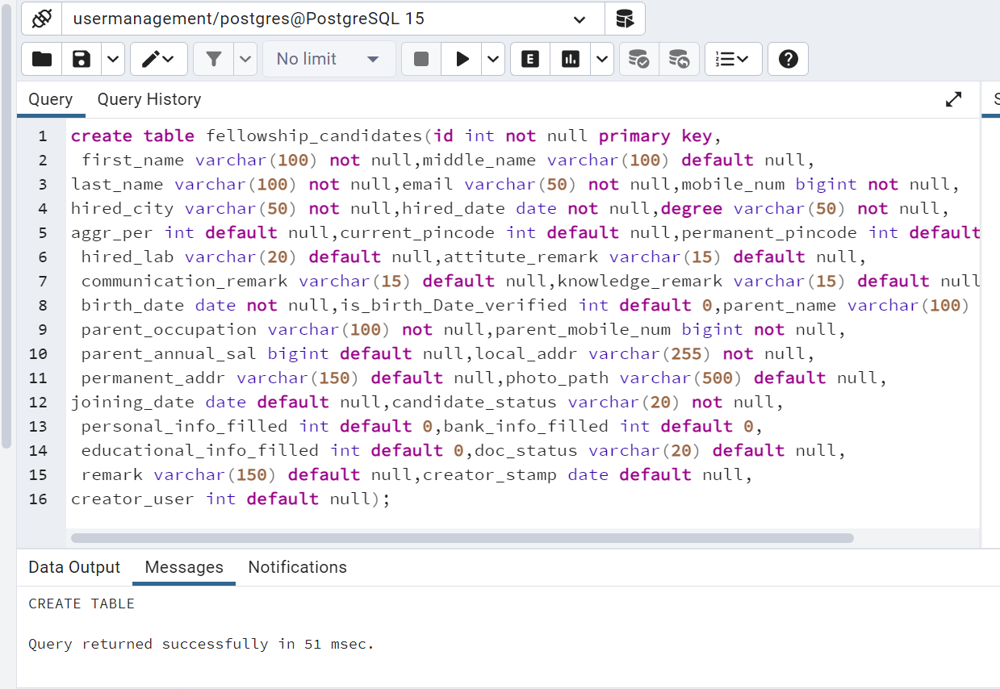 usermanagement/postgres@PostgreSQL 15
No limit
E
?
Query Query History
1 create table fellowship_candidates(id int not null primary key,
2 first_name varchar(100) not null,middle_name varchar(100) default null,
3 last_name varchar(100) not null,email varchar(50) not null,mobile_num bigint not null,
4 hired_city varchar(50) not null,hired_date date not null,degree varchar(50) not null,
5 aggr_per int default null,current_pincode int default null,permanent_pincode int default
6 hired_lab varchar(20) default null,attitute_remark varchar(15) default null,
7 communication_remark varchar(15) default null,knowledge_remark varchar(15) default null
8 birth_date date not null,is_birth_Date_verified int default 0,parent_name varchar(100)
9 parent_occupation varchar(100) not null,parent_mobile_num bigint not null,
10 parent_annual_sal bigint default null,local_addr varchar(255) not null,
11 permanent_addr varchar(150) default null,photo_path varchar(500) default null,
12 joining_date date default null,candidate_status varchar(20) not null,
13 personal_info_filled int default 0,bank_info_filled int default 0,
14 educational_info_filled int default 0,doc_status varchar(20) default null,
15 remark varchar(150) default null,creator_stamp date default null,
16 creator_user int default null);
Data Output Messages Notifications
CREATE TABLE
Query returned successfully in 51 msec.